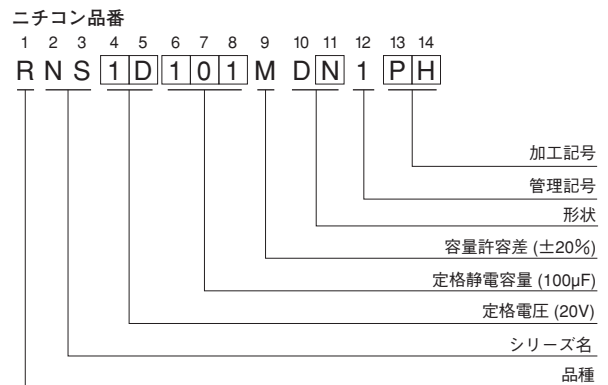 ニチコン品番
1 2 3 4 5 6 7 8 9 10 11 12 13 14
R N S 1 D 1 0 1 M D N 1 P H
加工記号
管理記号
形状
容量許容差 (±20%)
定格静電容量 (100μF)
定格電圧 (20V)
シリーズ名
品種